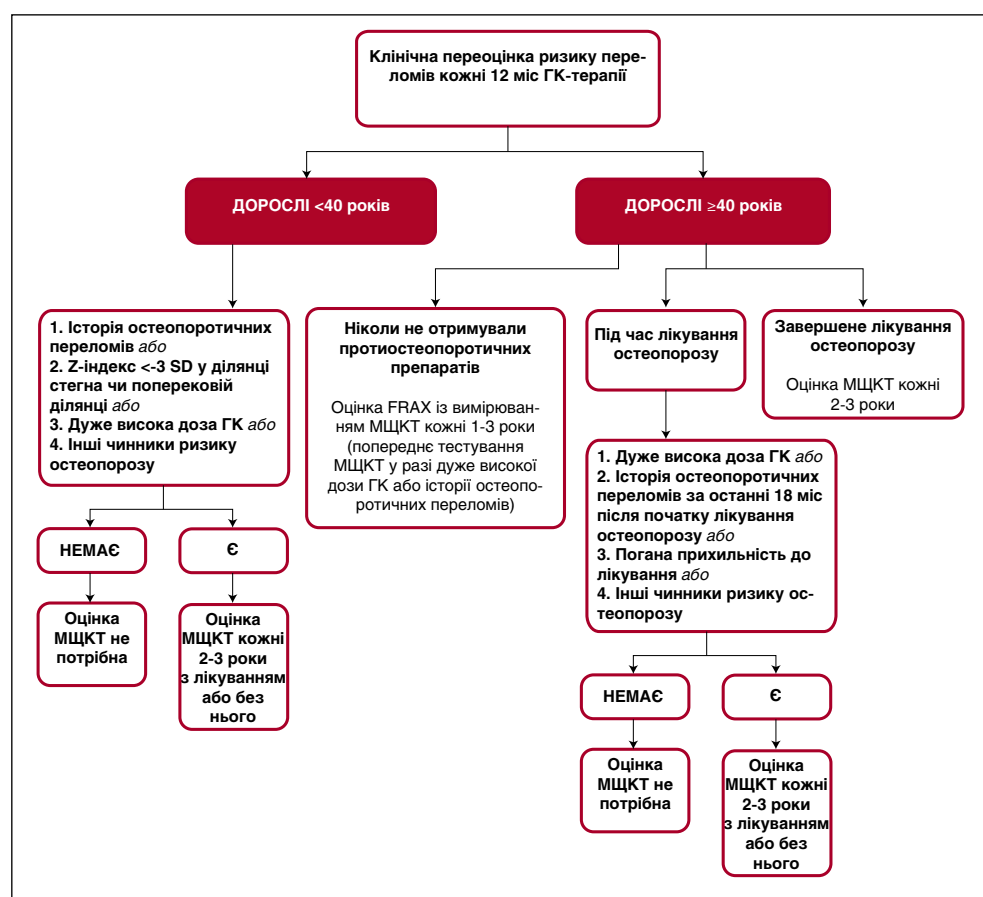 Клінічна переоцінка ризику пере-
ломів кожні 12 міс ГК-терапії
ДОРОСЛІ <40 років
ДОРОСЛІ ≥40 років
1. Історія остеопоротичних
переломів або
2. Z-індекс <-3 SD у ділянці
стегна чи поперековій
ділянці або
3. Дуже висока доза ГК або
4. Інші чинники ризику
остеопорозу
НЕМАЄ
Є
Оцінка
МЩКТ не
потрібна
Оцінка
МЩКТ кожні
2-3 роки
з лікуванням
або без
нього
Ніколи не отримували
протиостеопоротичних
препаратів
Оцінка FRAX із вимірюван-
ням МЩКТ кожні 1-3 роки
(попереднє тестування
МЩКТ у разі дуже високої
дози ГК або історії остеопо-
ротичних переломів)
Під час лікування
остеопорозу
Завершене лікування
остеопорозу
Оцінка МЩКТ кожні
2-3 роки
1. Дуже висока доза ГК або
2. Історія остеопоротичних
переломів за останні 18 міс
після початку лікування
остеопорозу або
3. Погана прихильність до
лікування або
4. Інші чинники ризику ос-
теопорозу
НЕМАЄ
Є
Оцінка
МЩКТ не
потрібна
Оцінка
МЩКТ кожні
2-3 роки
з лікуванням
або без
нього